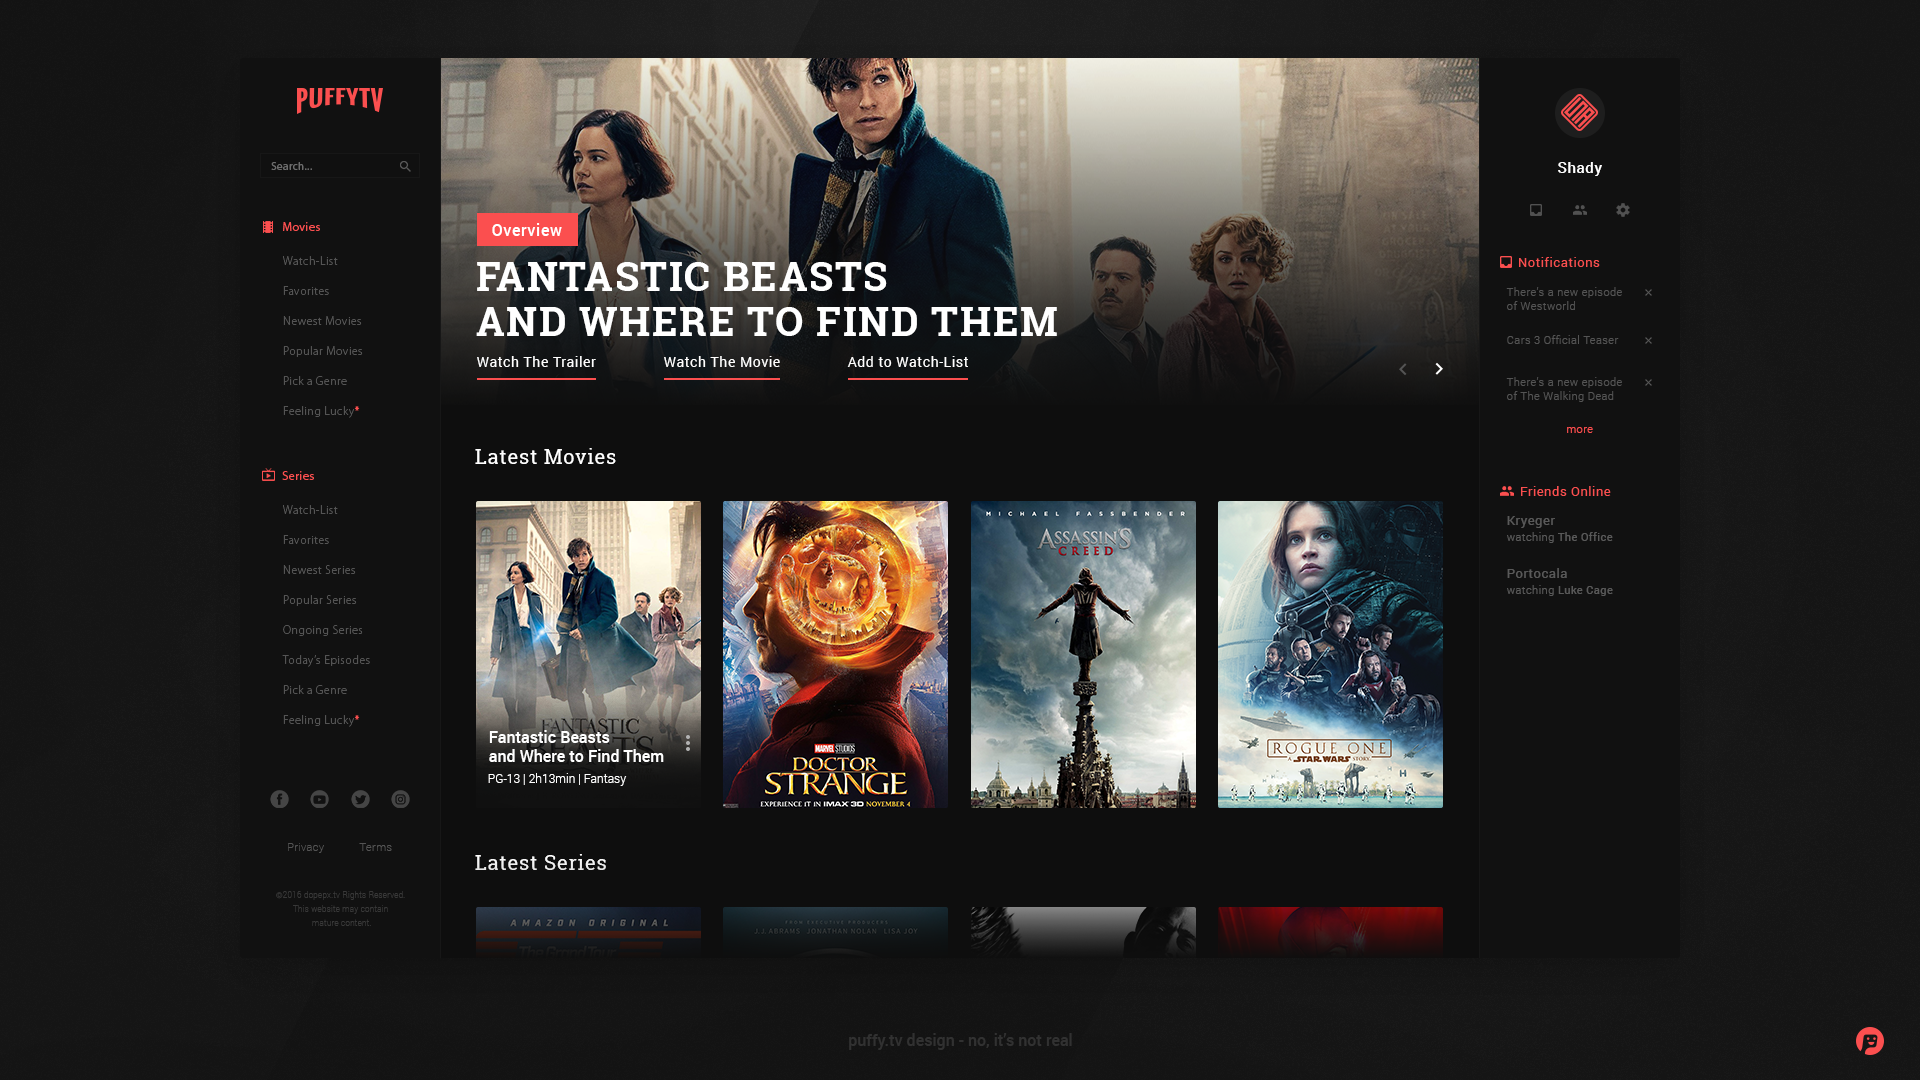 PUFFYTV
Search...
Movies
Watch-List
Favorites
Newest Movies
Popular Movies
Pick a Genre
Feeling Lucky*
Series
Watch-List
Favorites
Newest Series
Popular Series
Ongoing Series
Today's Episodes
Pick a Genre
Feeling Lucky*
Privacy
Terms
©2016 dopepx.tv Rights Reserved.
This website may contain
mature content.
Overview
FANTASTIC BEASTS
AND WHERE TO FIND THEM
Watch The Trailer
Watch The Movie
Add to Watch-List
Latest Movies
FANTASTIC
Fantastic Beasts
and Where to Find Them
PG-13 | 2h13min | Fantasy
MARVEL STUDIOS
DOCTOR
STRANGE
EXPERIENCE IT IN IMAX 3D NOVEMBER 4
MICHAEL FASSBENDER
ASSASSIN'S
CREED
ROGUE ONE
A STAR WARS STORY
Latest Series
AMAZON ORIGINAL
The Grand Tour
FROM EXECUTIVE PRODUCERS
J.J. ABRAMS JONATHAN NOLAN LISA JOY
Shady
Notifications
There's a new episode
of Westworld
Cars 3 Official Teaser
There's a new episode
of The Walking Dead
more
Friends Online
Kryeger
watching The Office
Portocala
watching Luke Cage
puffy.tv design - no, it's not real